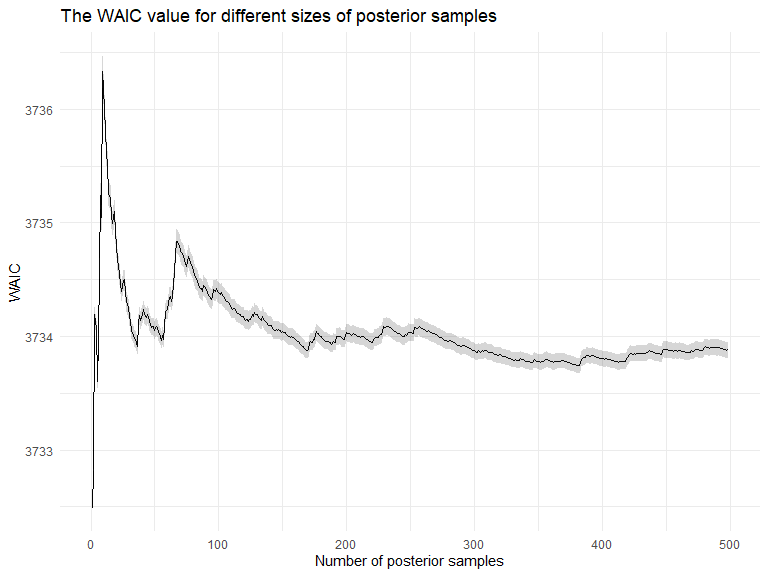 The WAIC value for different sizes of posterior samples
WAIC
3736
3735
3734
3733
0 100 200 300 400 500
Number of posterior samples